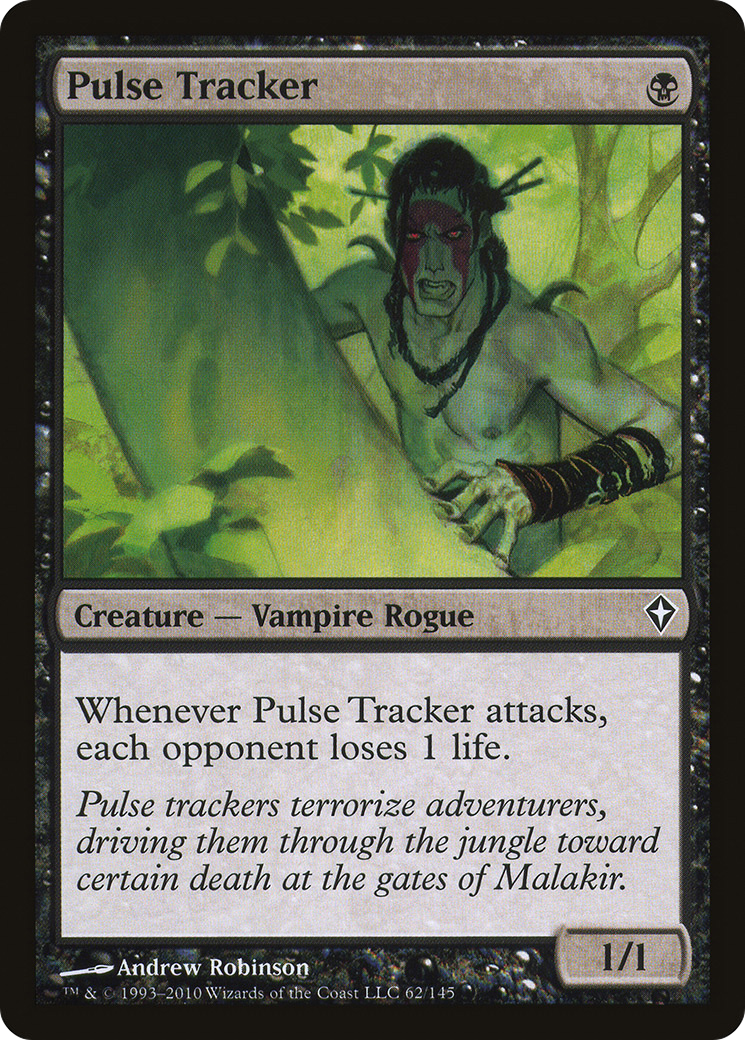 Pulse Tracker
Creature — Vampire Rogue
Whenever Pulse Tracker attacks,
each opponent loses 1 life.
Pulse trackers terrorize adventurers,
driving them through the jungle toward
certain death at the gates of Malakir.
1/1
Andrew Robinson
™ & © 1993–2010 Wizards of the Coast LLC 62/145